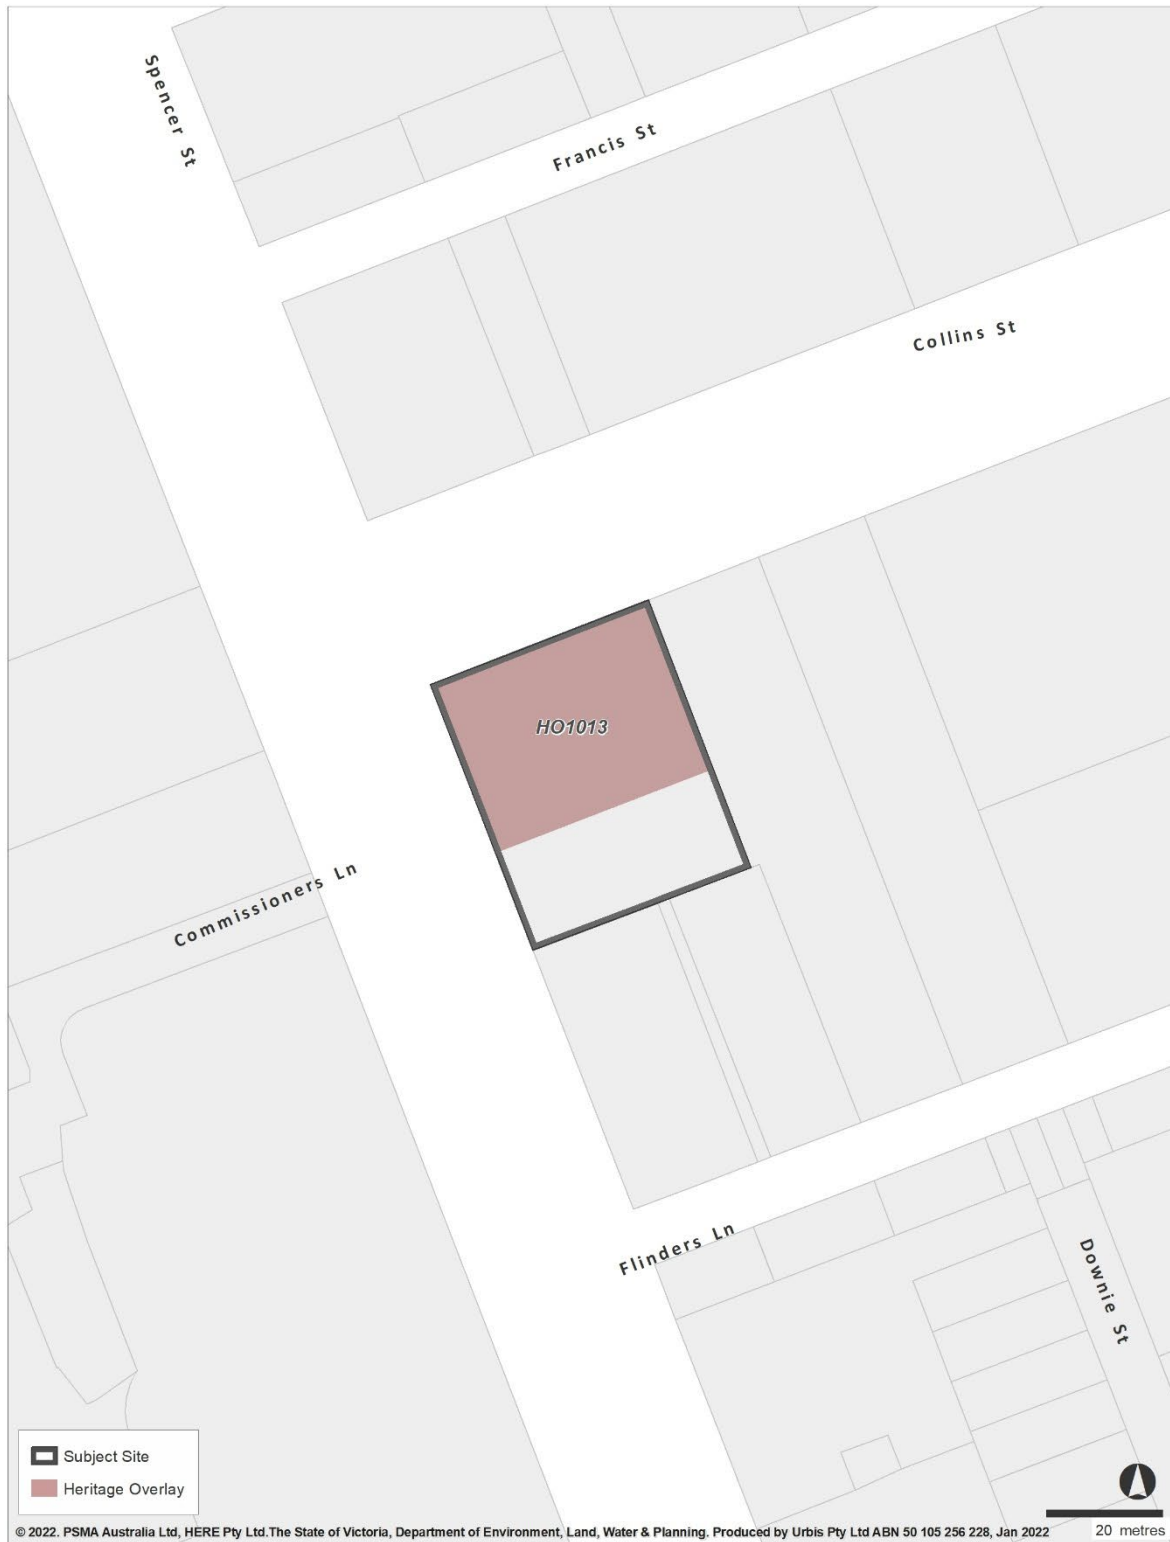 Spencer St
Francis St
Collins St
HO1013
Commissioners Ln
Flinders Ln
Downie St
Subject Site
Heritage Overlay
20 metres
© 2022. PSMA Australia Ltd, HERE Pty Ltd.The State of Victoria, Department of Environment, Land, Water & Planning. Produced by Urbis Pty Ltd ABN 50 105 256 228, Jan 2022